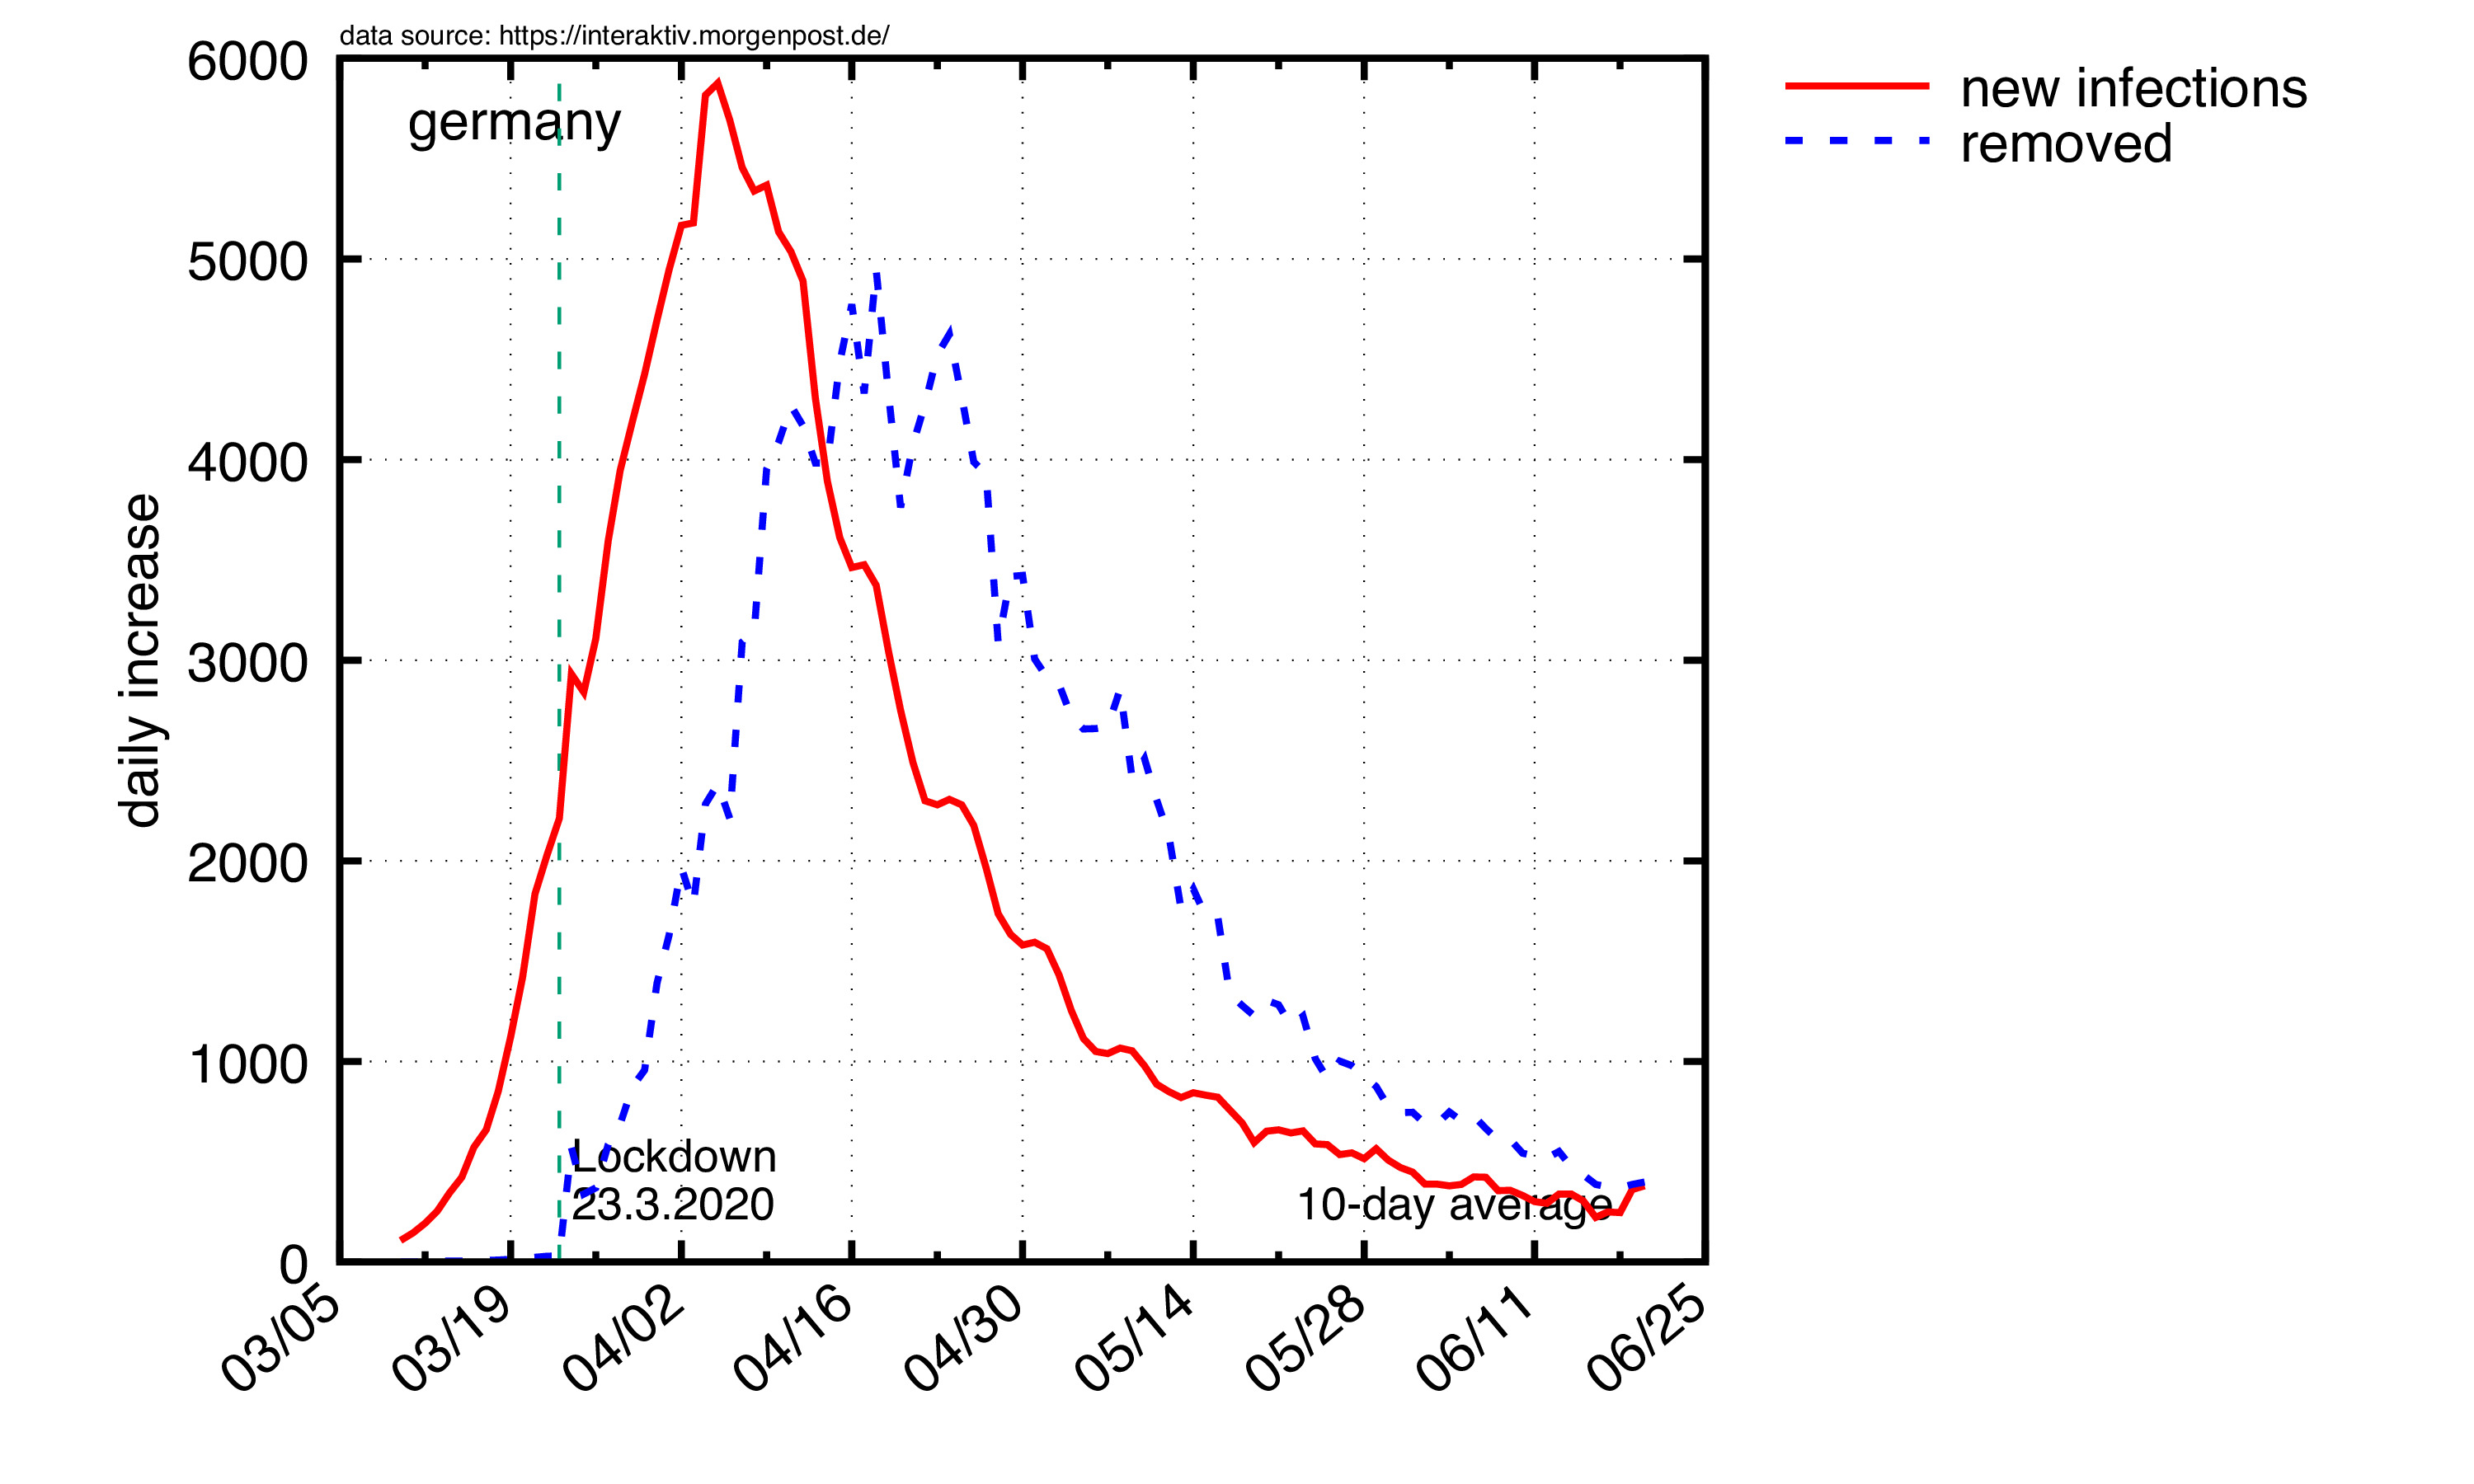 data source: https://interaktiv.morgenpost.de/
6000
5000
4000
3000
2000
1000
0
daily increase
germany
new infections
removed
Lockdown
23.3.2020
10-day average
03/05
03/19
04/02
04/16
04/30
05/14
05/28
06/11
06/25